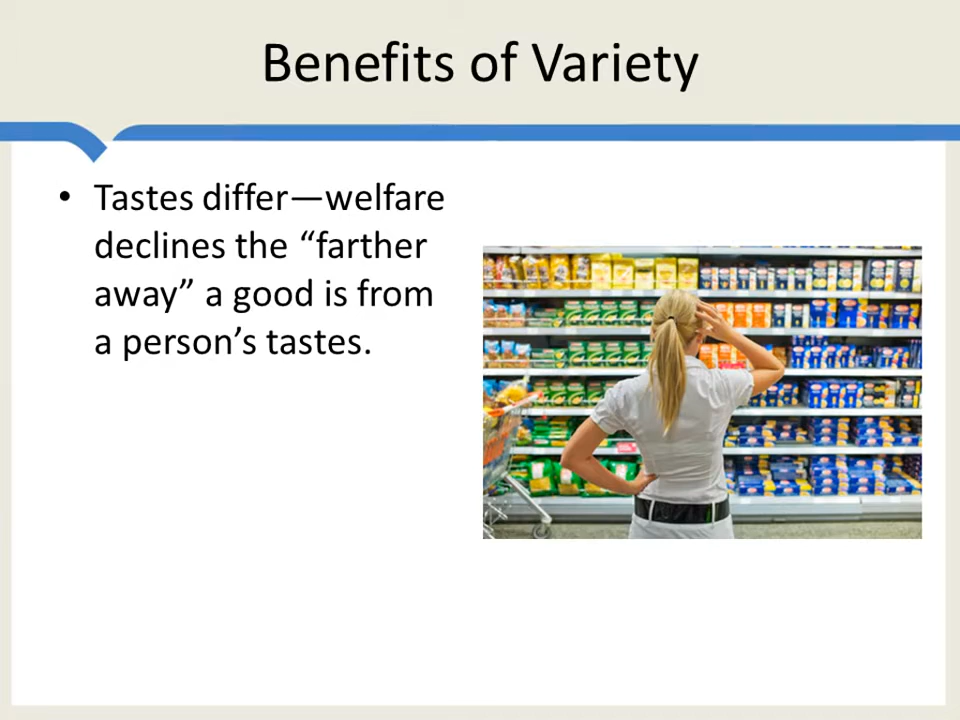 Benefits of Variety
• Tastes differ—welfare
declines the “farther
away” a good is from
a person’s tastes.